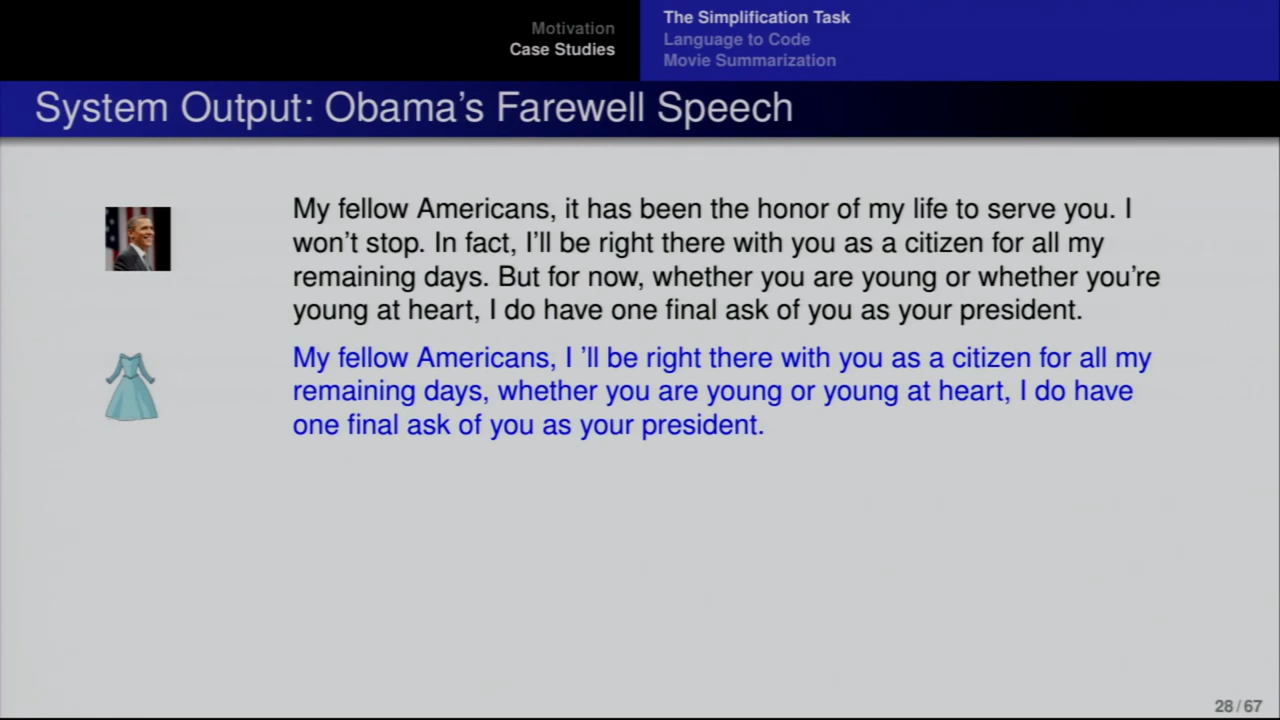 Motivation
Case Studies
The Simplification Task
Language to Code
Movie Summarization
System Output: Obama's Farewell Speech
My fellow Americans, it has been the honor of my life to serve you. I
won't stop. In fact, I'll be right there with you as a citizen for all my
remaining days. But for now, whether you are young or whether you're
young at heart, I do have one final ask of you as your president.
My fellow Americans, I 'll be right there with you as a citizen for all my
remaining days, whether you are young or young at heart, I do have
one final ask of you as your president.
28 / 67